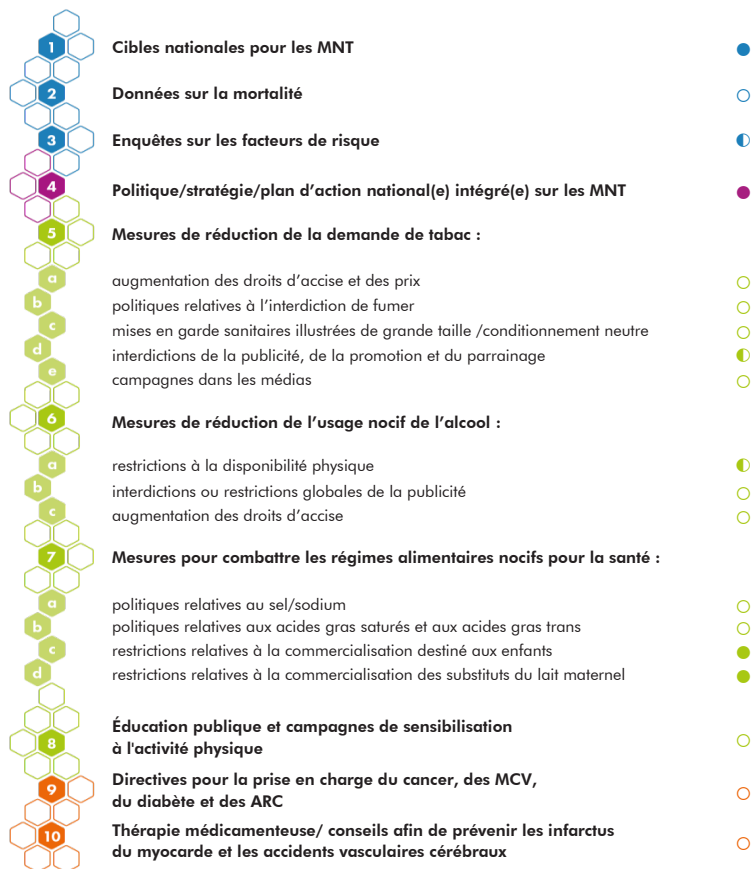 1 Cibles nationales pour les MNT ●
2 Données sur la mortalité ○
3 Enquêtes sur les facteurs de risque ◐
4 Politique/stratégie/plan d'action national(e) intégré(e) sur les MNT ●
5 Mesures de réduction de la demande de tabac :
a augmentation des droits d'accise et des prix ○
b politiques relatives à l'interdiction de fumer ○
c mises en garde sanitaires illustrées de grande taille /conditionnement neutre ○
d interdictions de la publicité, de la promotion et du parrainage ◐
e campagnes dans les médias ○
6 Mesures de réduction de l'usage nocif de l'alcool :
a restrictions à la disponibilité physique ◐
b interdictions ou restrictions globales de la publicité ○
c augmentation des droits d'accise ○
7 Mesures pour combattre les régimes alimentaires nocifs pour la santé :
a politiques relatives au sel/sodium ○
b politiques relatives aux acides gras saturés et aux acides gras trans ○
c restrictions relatives à la commercialisation destiné aux enfants ●
d restrictions relatives à la commercialisation des substituts du lait maternel ●
8 Éducation publique et campagnes de sensibilisation
à l'activité physique ○
9 Directives pour la prise en charge du cancer, des MCV,
du diabète et des ARC ○
10 Thérapie médicamenteuse/ conseils afin de prévenir les infarctus
du myocarde et les accidents vasculaires cérébraux ○